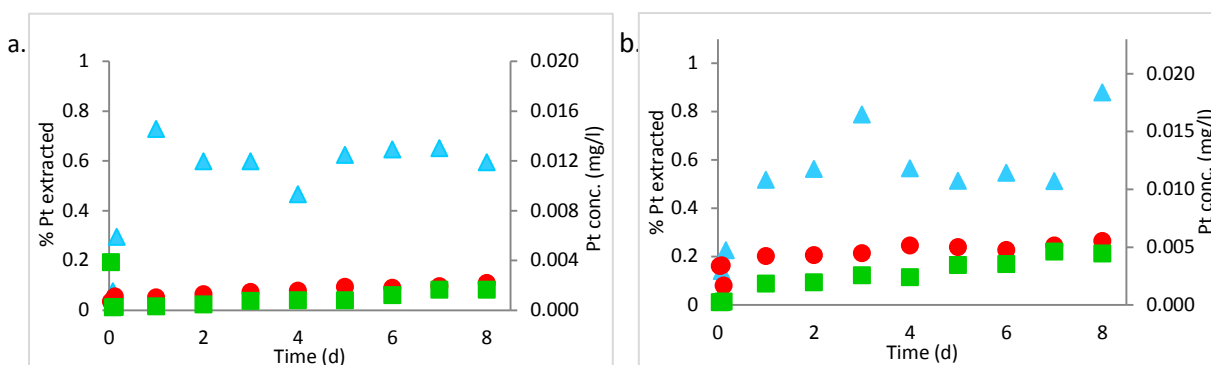 a.
% Pt extracted
1
0.8
0.6
0.4
0.2
0
0.020
0.016
0.012
0.008
0.004
0.000
Pt conc. (mg/l)
0 2 4 6 8
Time (d)
b.
% Pt extracted
1
0.8
0.6
0.4
0.2
0
0.020
0.015
0.010
0.005
0.000
Pt conc. (mg/l)
0 2 4 6 8
Time (d)